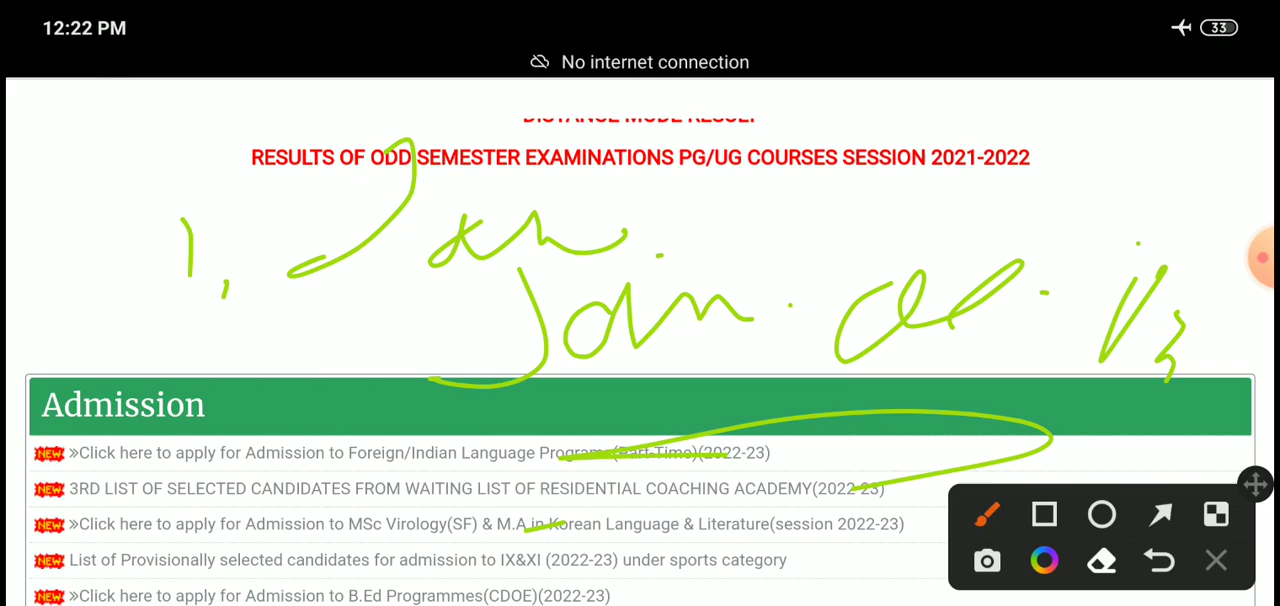 12:22 PM
33
No internet connection
DISTANCE MODE RESULT
RESULTS OF ODD SEMESTER EXAMINATIONS PG/UG COURSES SESSION 2021-2022
1,
Admission
NEW »Click here to apply for Admission to Foreign/Indian Language Programs(Part-Time)(2022-23)
NEW 3RD LIST OF SELECTED CANDIDATES FROM WAITING LIST OF RESIDENTIAL COACHING ACADEMY(2022-23)
NEW »Click here to apply for Admission to MSc Virology(SF) & M.A in Korean Language & Literature(session 2022-23)
NEW List of Provisionally selected candidates for admission to IX&XI (2022-23) under sports category
NEW »Click here to apply for Admission to B.Ed Programmes(CDOE)(2022-23)